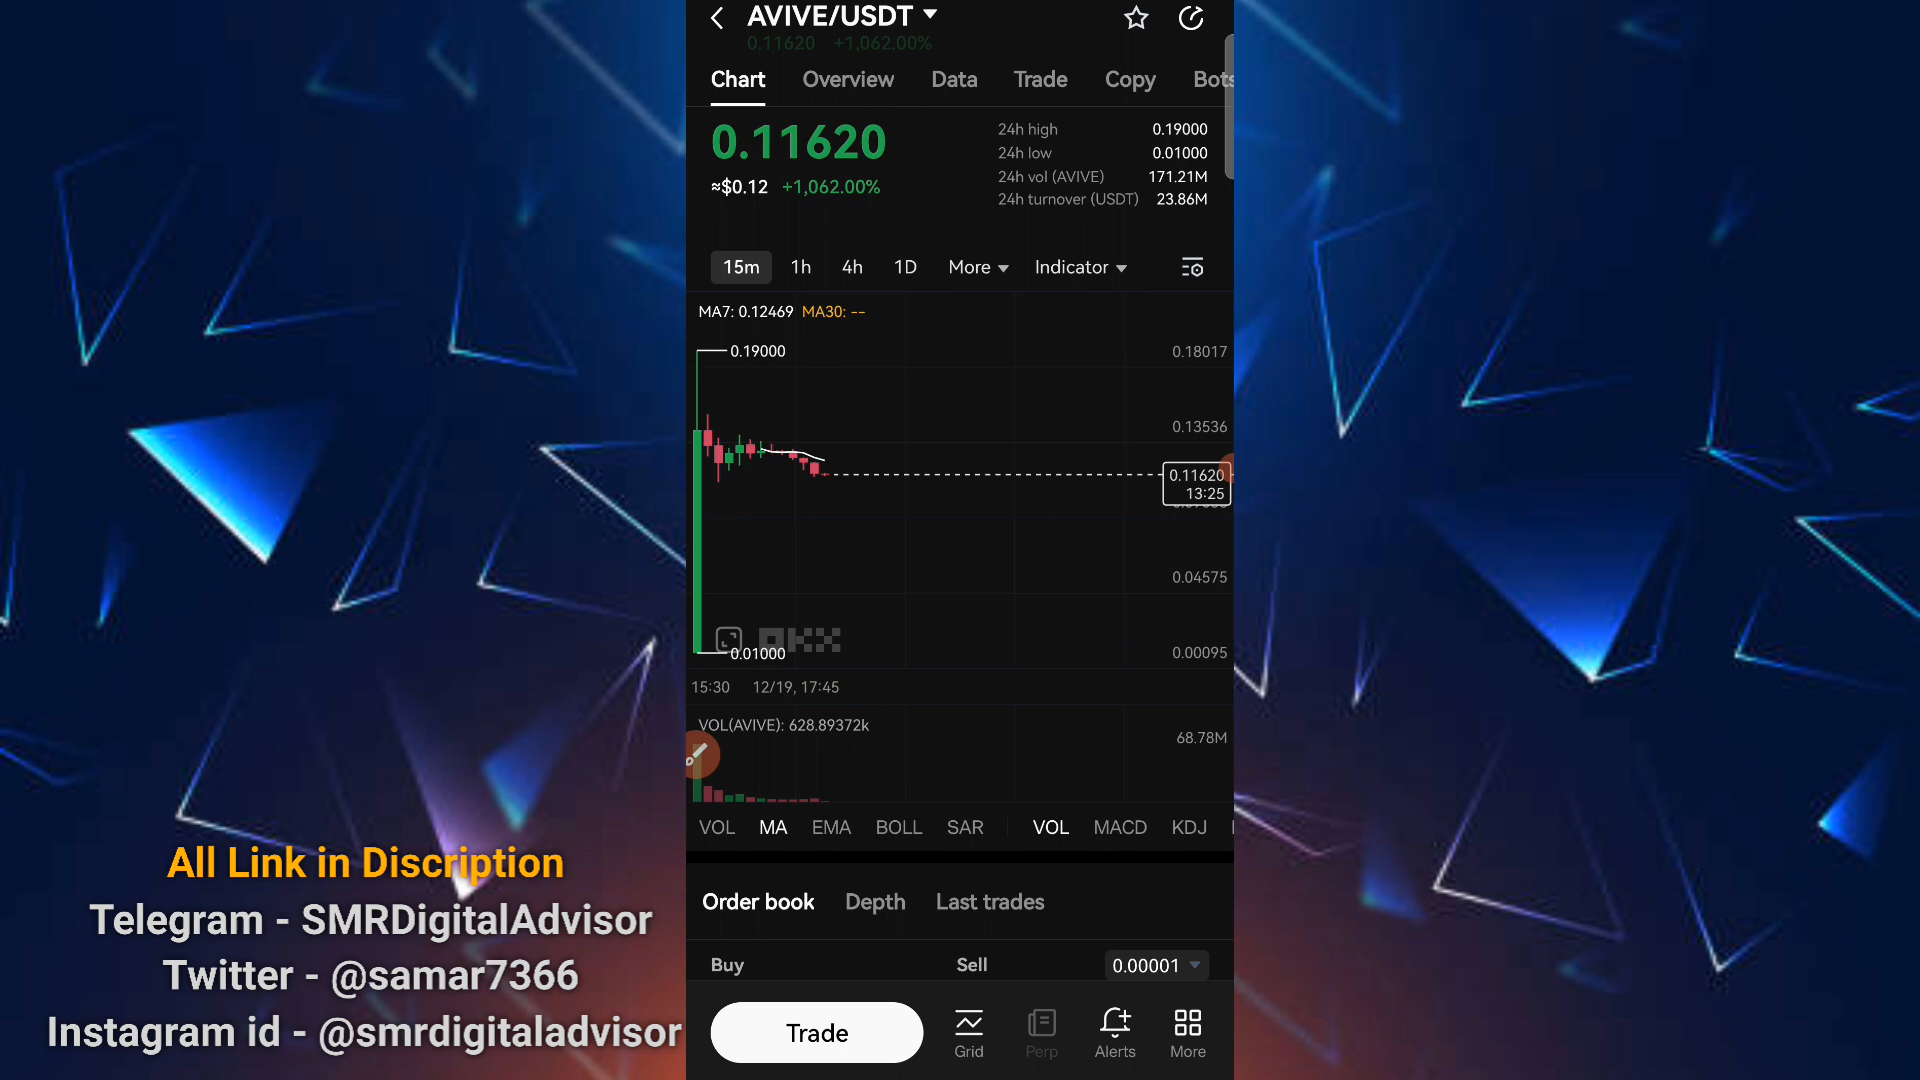 AVIVE/USDT
0.11620 +1,062.00%
Chart Overview Data Trade Copy Bots
0.11620
≈$0.12 +1,062.00%
24h high 0.19000
24h low 0.01000
24h vol (AVIVE) 171.21M
24h turnover (USDT) 23.86M
15m 1h 4h 1D More Indicator
MA7: 0.12469 MA30: --
0.19000
0.18017
0.13536
0.11620
13:25
0.04575
OKX
0.01000
0.00095
15:30 12/19, 17:45
VOL(AVIVE): 628.89372k
68.78M
VOL MA EMA BOLL SAR VOL MACD KDJ
Order book Depth Last trades
Buy Sell 0.00001
Trade
Grid Perp Alerts More
All Link in Discription
Telegram - SMRDigitalAdvisor
Twitter - @samar7366
Instagram id - @smrdigitaladvisor